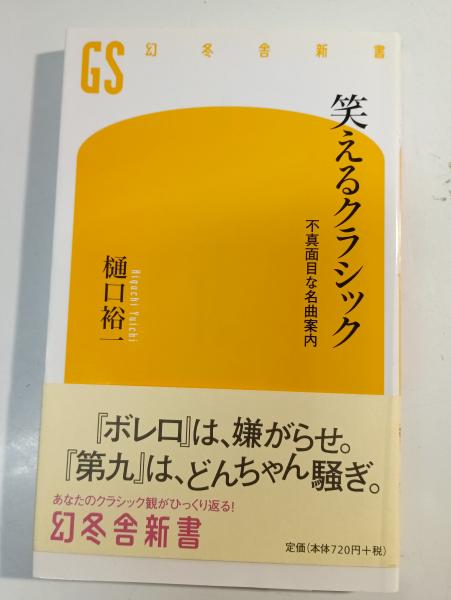 GS 幻冬舎新書
笑えるクラシック
不真面目な名曲案内
樋口裕一
Higuchi Yuichi
『ボレロ』は、嫌がらせ。
『第九』は、どんちゃん騒ぎ。
あなたのクラシック観がひっくり返る!
幻冬舎新書
定価(本体720円+税)